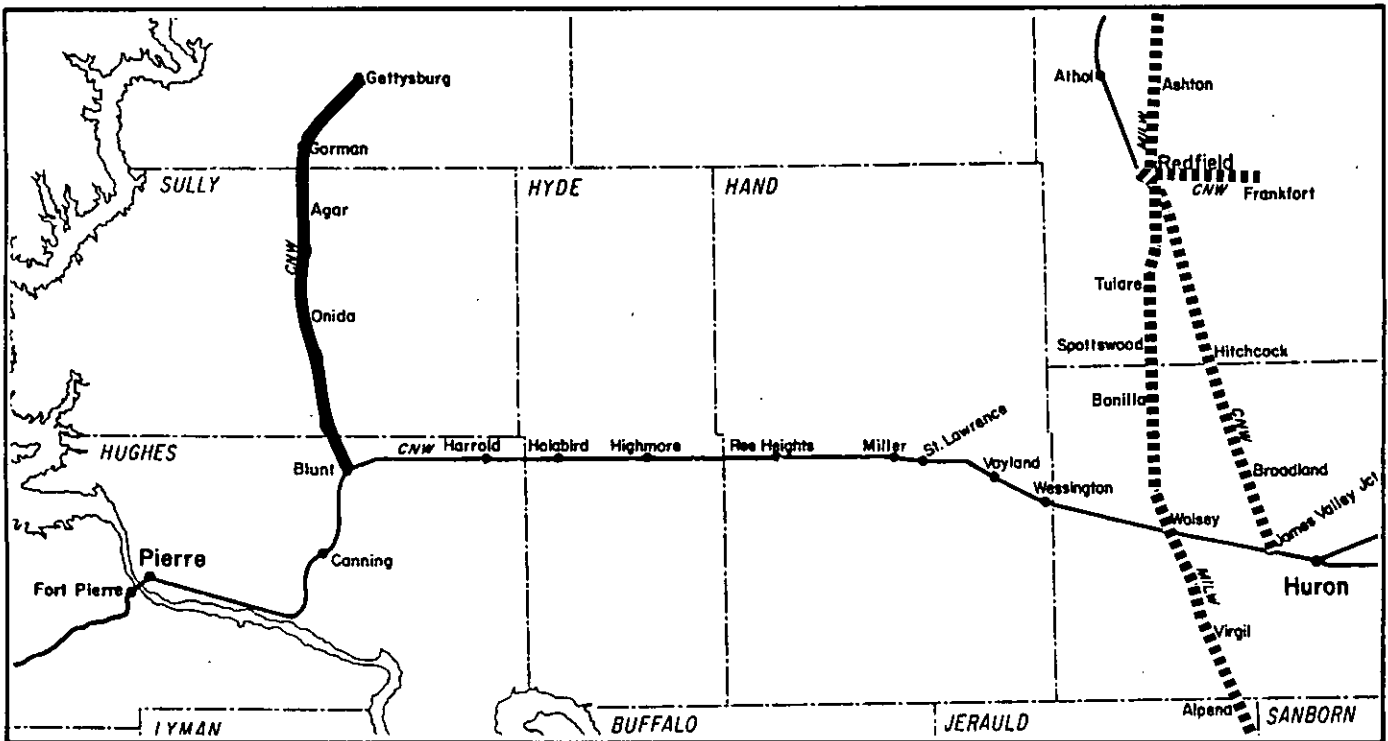 Gettysburg
Athol
Ashton
MILW
Gorman
Redfield
SULLY
HYDE
HAND
CNW
Frankfort
Agar
CNW
Onida
Tulare
Spottswood
Hitchcock
Bonilla
CNW
HUGHES
CNW
Harrold
Holabird
Highmore
Ree Heights
Miller
St. Lawrence
Blunt
Vayland
Broadland
Wessington
Wolsey
James Valley Jct.
Canning
Pierre
Fort Pierre
Huron
MILW
Virgil
Alpena
SANBORN
LYMAN
BUFFALO
JERAULD